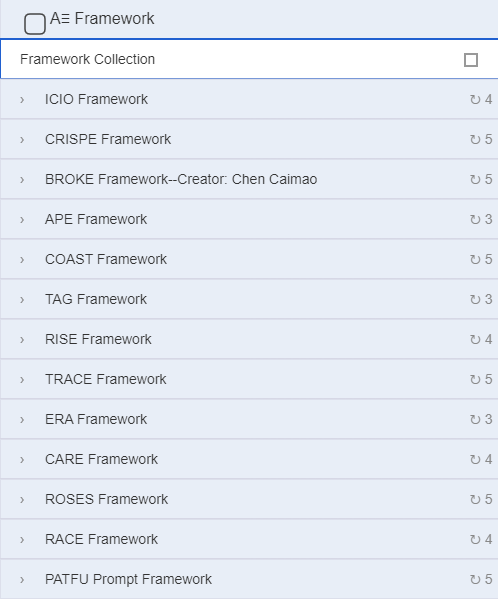 A≡ Framework
Framework Collection
› ICIO Framework ↻ 4
› CRISPE Framework ↻ 5
› BROKE Framework--Creator: Chen Caimao ↻ 5
› APE Framework ↻ 3
› COAST Framework ↻ 5
› TAG Framework ↻ 3
› RISE Framework ↻ 4
› TRACE Framework ↻ 5
› ERA Framework ↻ 3
› CARE Framework ↻ 4
› ROSES Framework ↻ 5
› RACE Framework ↻ 4
› PATFU Prompt Framework ↻ 5